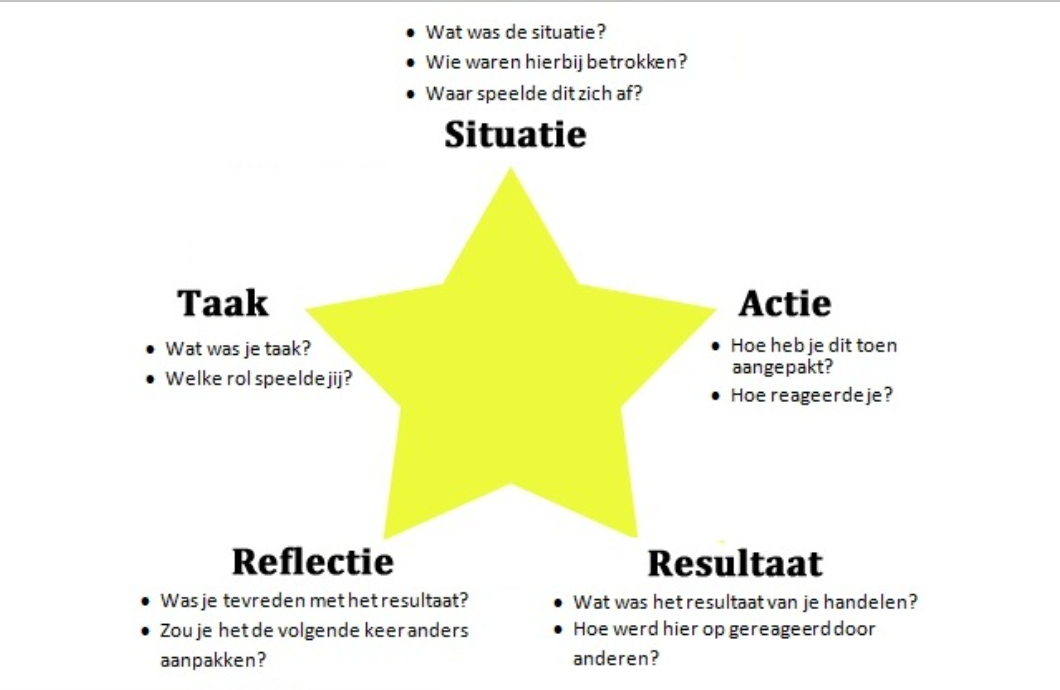 • Wat was de situatie?
• Wie waren hierbij betrokken?
• Waar speelde dit zich af?
Situatie
Taak
• Wat was je taak?
• Welke rol speelde jij?
Actie
• Hoe heb je dit toen
aangepakt?
• Hoe reageerde je?
Reflectie
• Was je tevreden met het resultaat?
• Zou je het de volgende keer anders
aanpakken?
Resultaat
• Wat was het resultaat van je handelen?
• Hoe werd hier op gereageerd door
anderen?